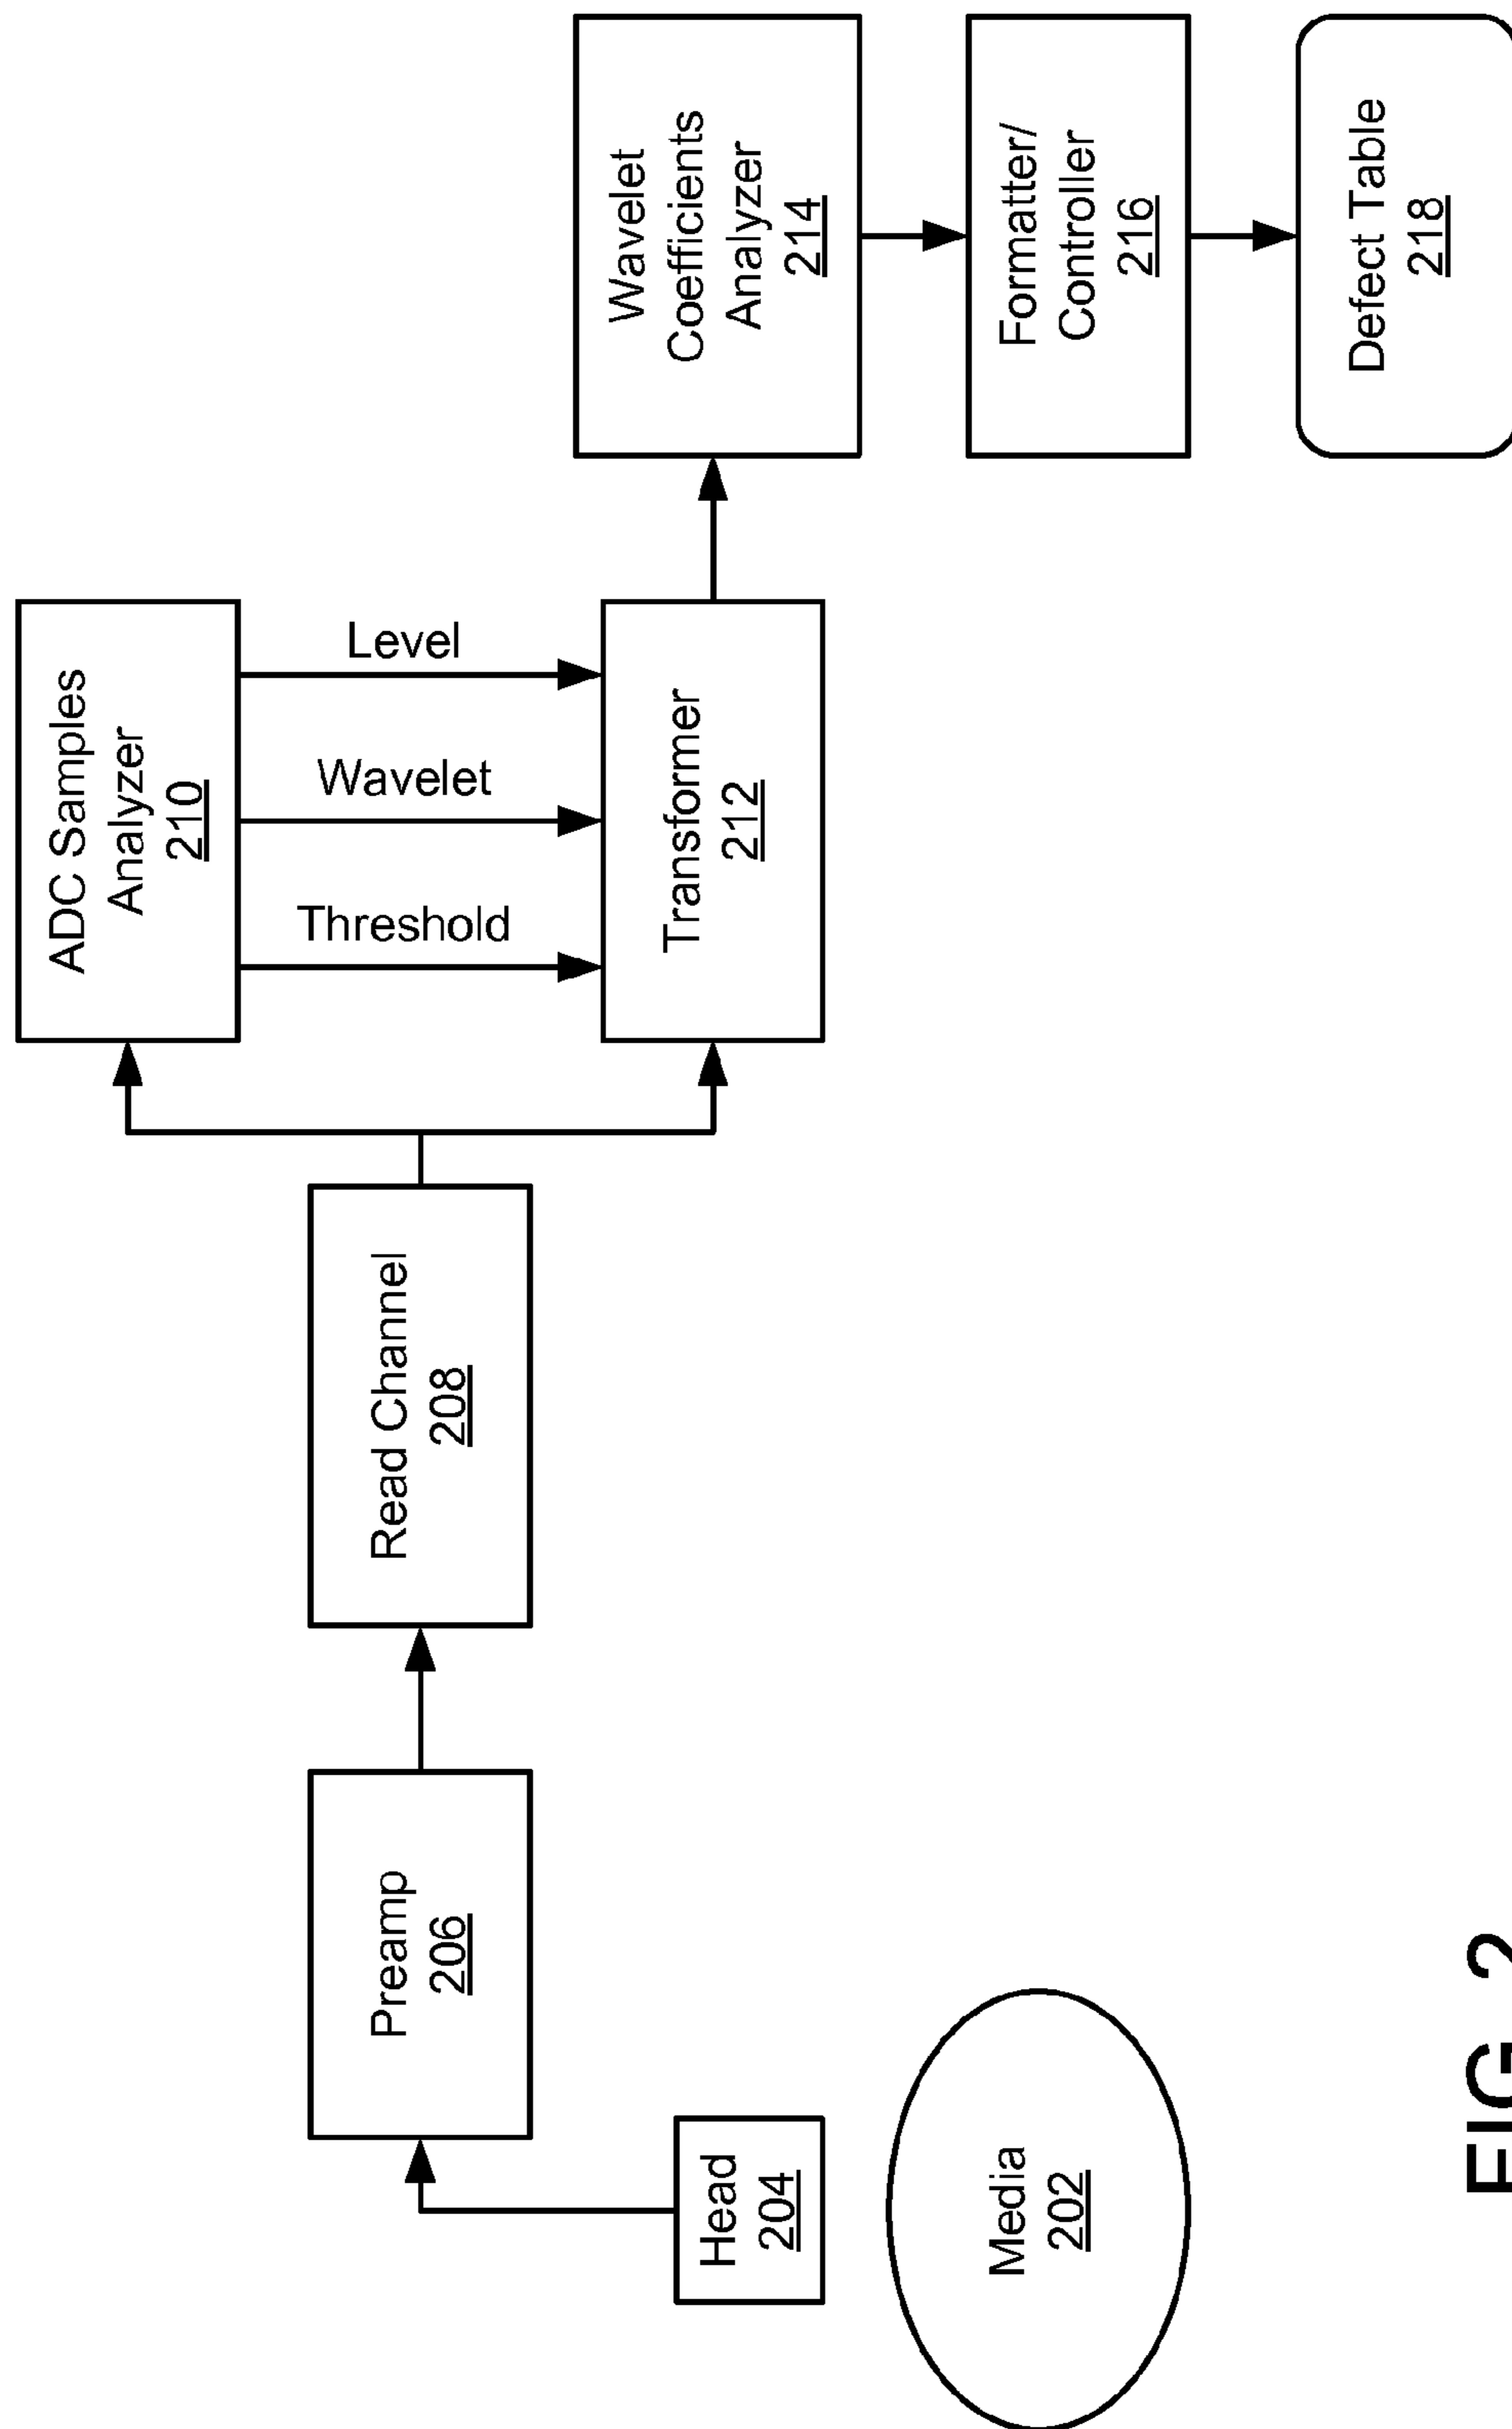 ADC Samples
Analyzer
210
Threshold
Wavelet
Level
Preamp
206
Read Channel
208
Transformer
212
Wavelet
Coefficients
Analyzer
214
Head
204
Formatter/
Controller
216
Media
202
Defect Table
218
FIG. 2